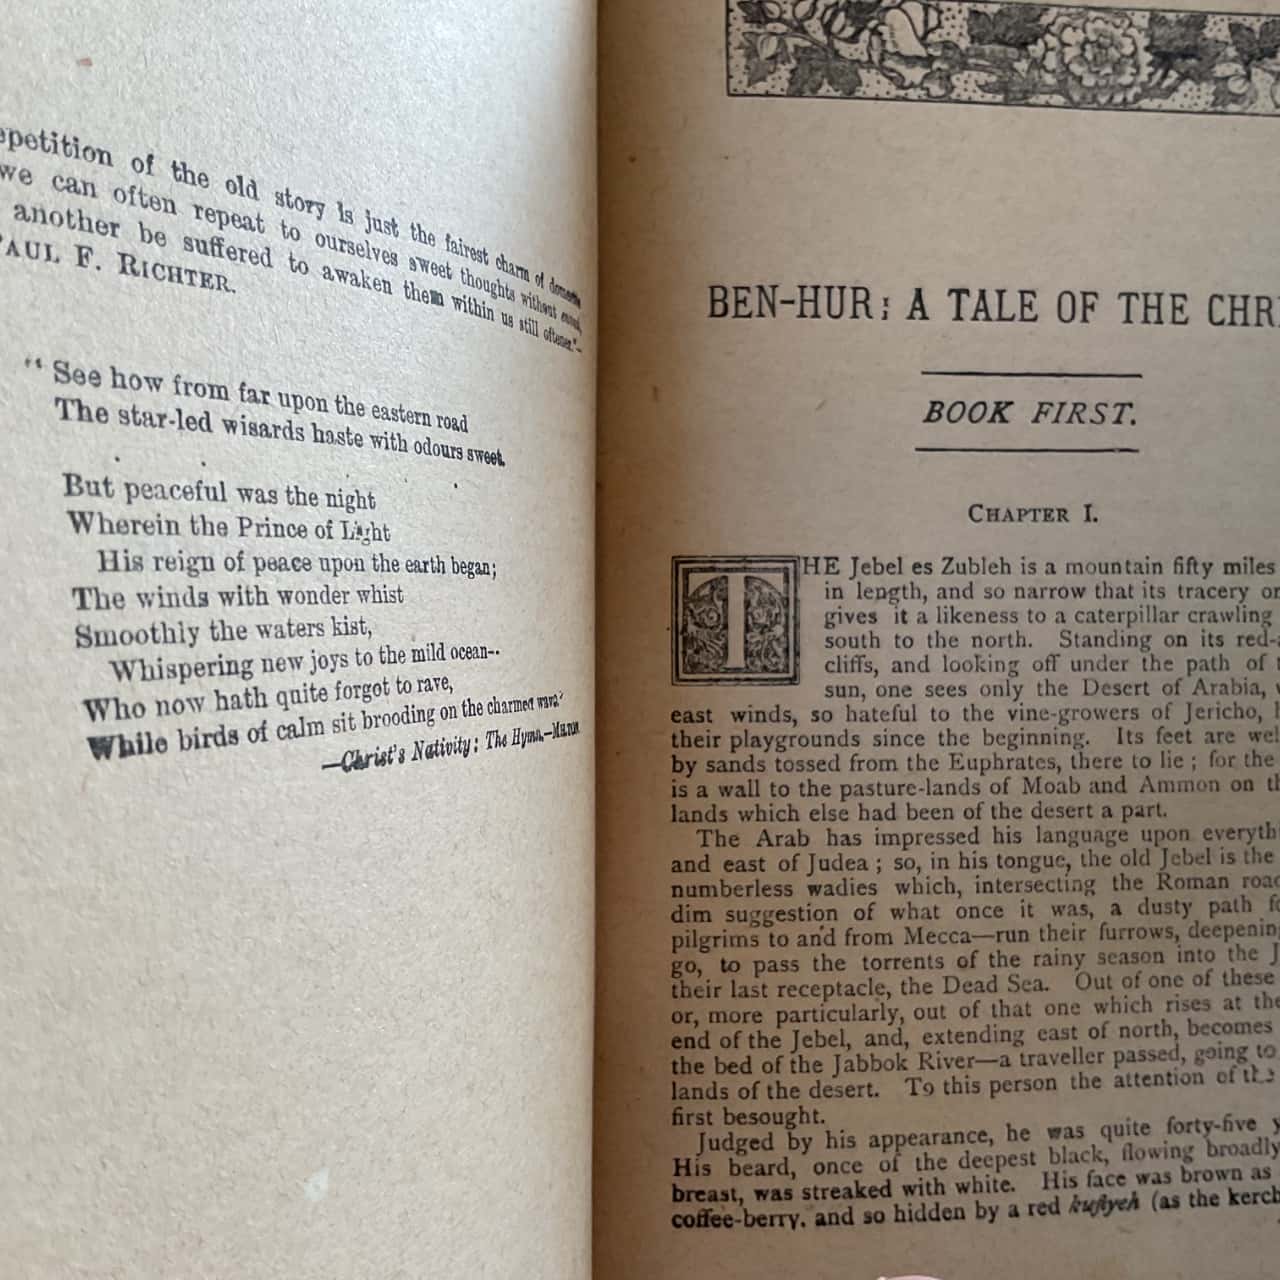 epetition of the old story is just the fairest charm of domestic
we can often repeat to ourselves sweet thoughts without ennui,
another be suffered to awaken them within us still oftener."—
PAUL F. RICHTER.
"See how from far upon the eastern road
The star-led wisards haste with odours sweet.
. . . .
But peaceful was the night
Wherein the Prince of Light
His reign of peace upon the earth began;
The winds with wonder whist
Smoothly the waters kist,
Whispering new joys to the mild ocean--
Who now hath quite forgot to rave,
While birds of calm sit brooding on the charmed wave."
—Christ's Nativity: The Hymn.—MILTON
BEN-HUR: A TALE OF THE CHRI
BOOK FIRST.
CHAPTER I.
THE Jebel es Zubleh is a mountain fifty miles
in length, and so narrow that its tracery on
gives it a likeness to a caterpillar crawling
south to the north. Standing on its red-a
cliffs, and looking off under the path of t
sun, one sees only the Desert of Arabia,
east winds, so hateful to the vine-growers of Jericho, h
their playgrounds since the beginning. Its feet are wel
by sands tossed from the Euphrates, there to lie; for the
is a wall to the pasture-lands of Moab and Ammon on th
lands which else had been of the desert a part.
The Arab has impressed his language upon everyth
and east of Judea; so, in his tongue, the old Jebel is the
numberless wadies which, intersecting the Roman road
dim suggestion of what once it was, a dusty path fo
pilgrims to and from Mecca—run their furrows, deepening
go, to pass the torrents of the rainy season into the J
their last receptacle, the Dead Sea. Out of one of these
or, more particularly, out of that one which rises at the
end of the Jebel, and, extending east of north, becomes
the bed of the Jabbok River—a traveller passed, going to
lands of the desert. To this person the attention of the
first besought.
Judged by his appearance, he was quite forty-five y
His beard, once of the deepest black, flowing broadly
breast, was streaked with white. His face was brown as
coffee-berry, and so hidden by a red kufiyeh (as the kerch